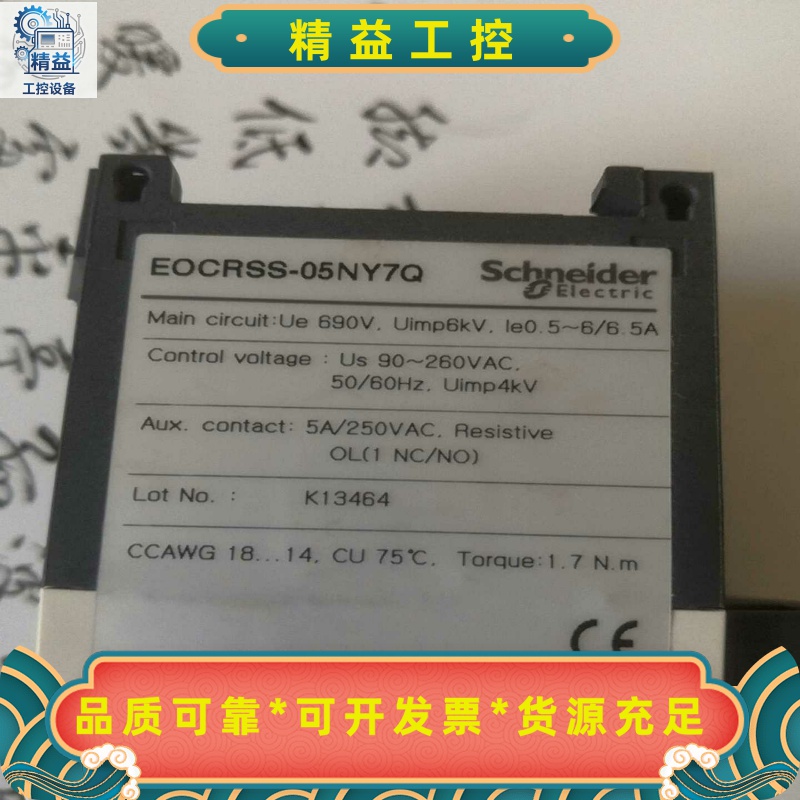 精益
工控设备
精益工控
EOCRSS-05NY7Q
Schneider
Electric
Main circuit:Ue 690V, Uimp6kV, Ie0.5~6/6.5A
Control voltage : Us 90~260VAC,
50/60Hz, Uimp4kV
Aux. contact: 5A/250VAC, Resistive
OL(1 NC/NO)
Lot No. : K13464
CCAWG 18...14, CU 75℃, Torque:1.7 N.m
CE
品质可靠*可开发票*货源充足